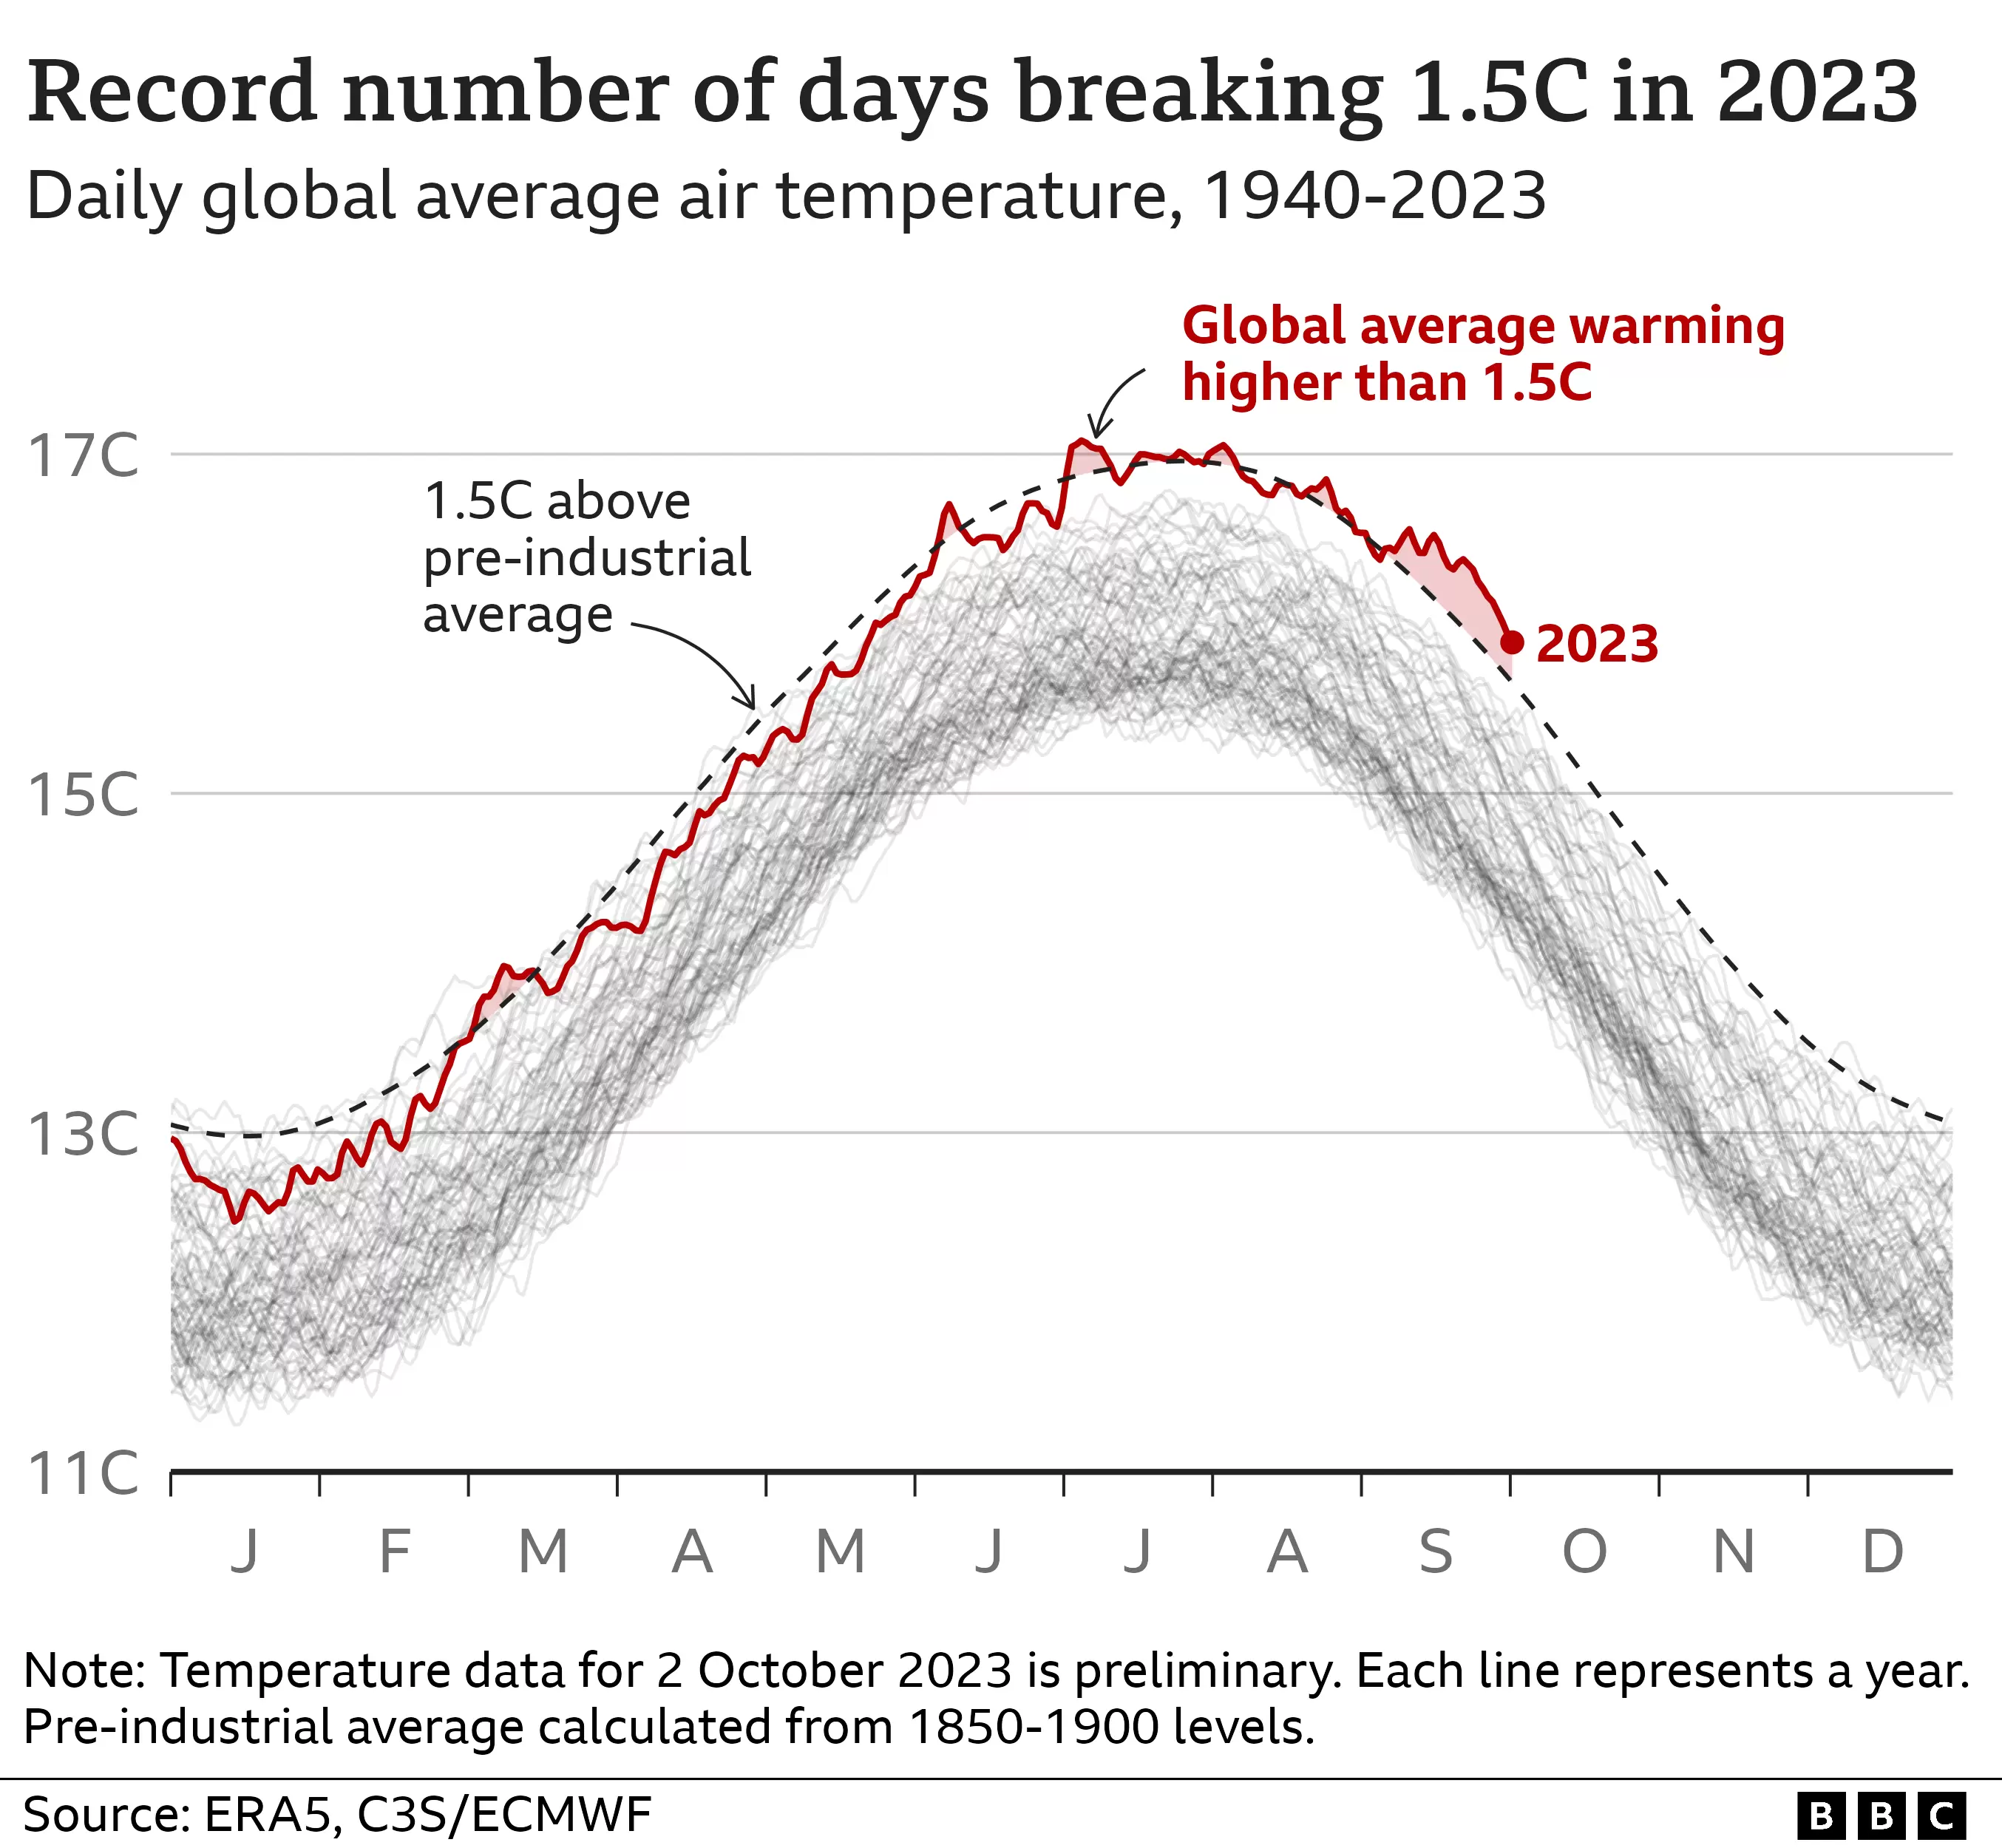 Record number of days breaking 1.5C in 2023
Daily global average air temperature, 1940-2023
Global average warming
higher than 1.5C
17C
1.5C above
pre-industrial
average
2023
15C
13C
11C
J F M A M J J A S O N D
Note: Temperature data for 2 October 2023 is preliminary. Each line represents a year.
Pre-industrial average calculated from 1850-1900 levels.
Source: ERA5, C3S/ECMWF
BBC